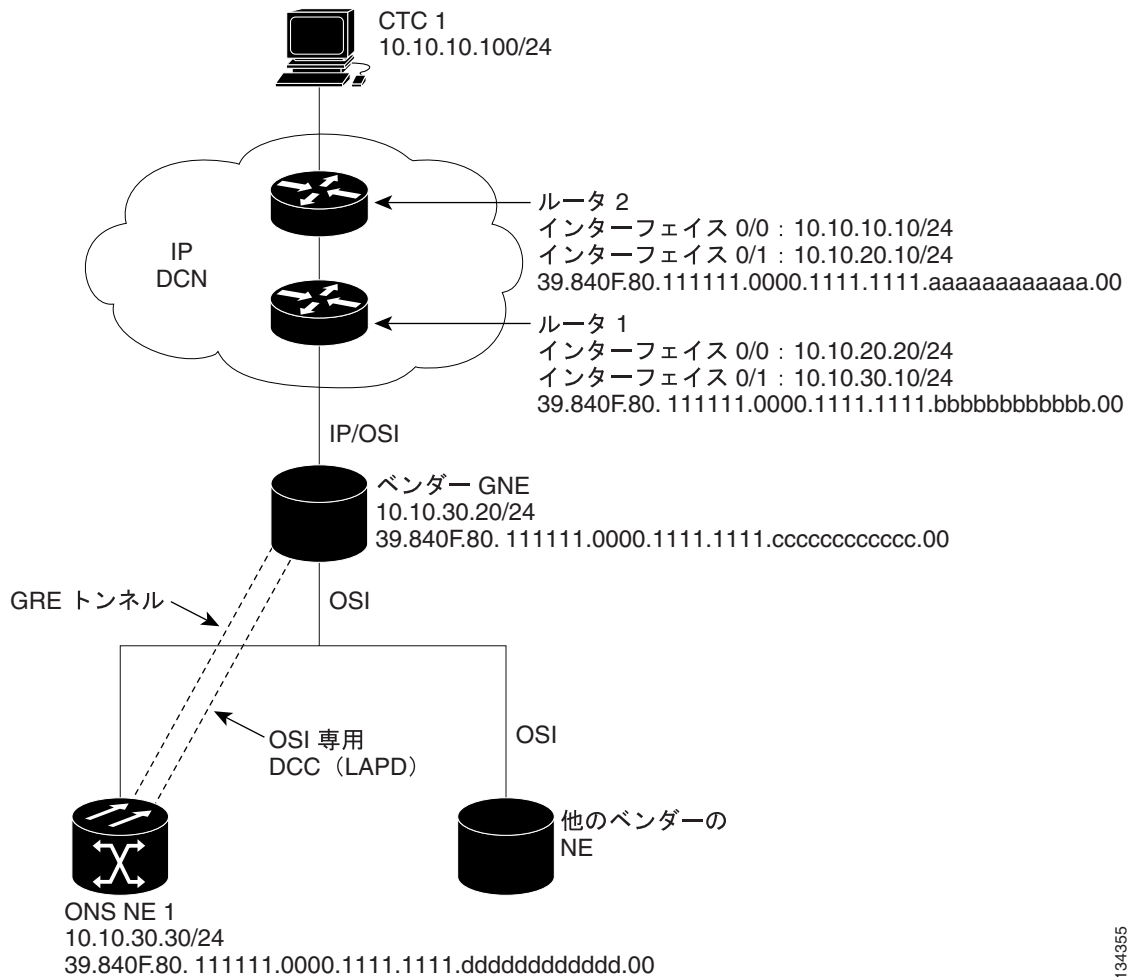 CTC 1
10.10.10.100/24
IP
DCN
ルータ 2
インターフェイス 0/0 : 10.10.10.10/24
インターフェイス 0/1 : 10.10.20.10/24
39.840F.80.111111.0000.1111.1111.aaaaaaaaaaaa.00
ルータ 1
インターフェイス 0/0 : 10.10.20.20/24
インターフェイス 0/1 : 10.10.30.10/24
39.840F.80. 111111.0000.1111.1111.bbbbbbbbbbbb.00
IP/OSI
ベンダー GNE
10.10.30.20/24
39.840F.80. 111111.0000.1111.1111.cccccccccccc.00
GRE トンネル
OSI
OSI 専用
DCC（LAPD）
OSI
他のベンダーの
NE
ONS NE 1
10.10.30.30/24
39.840F.80. 111111.0000.1111.1111.dddddddddddd.00
134355